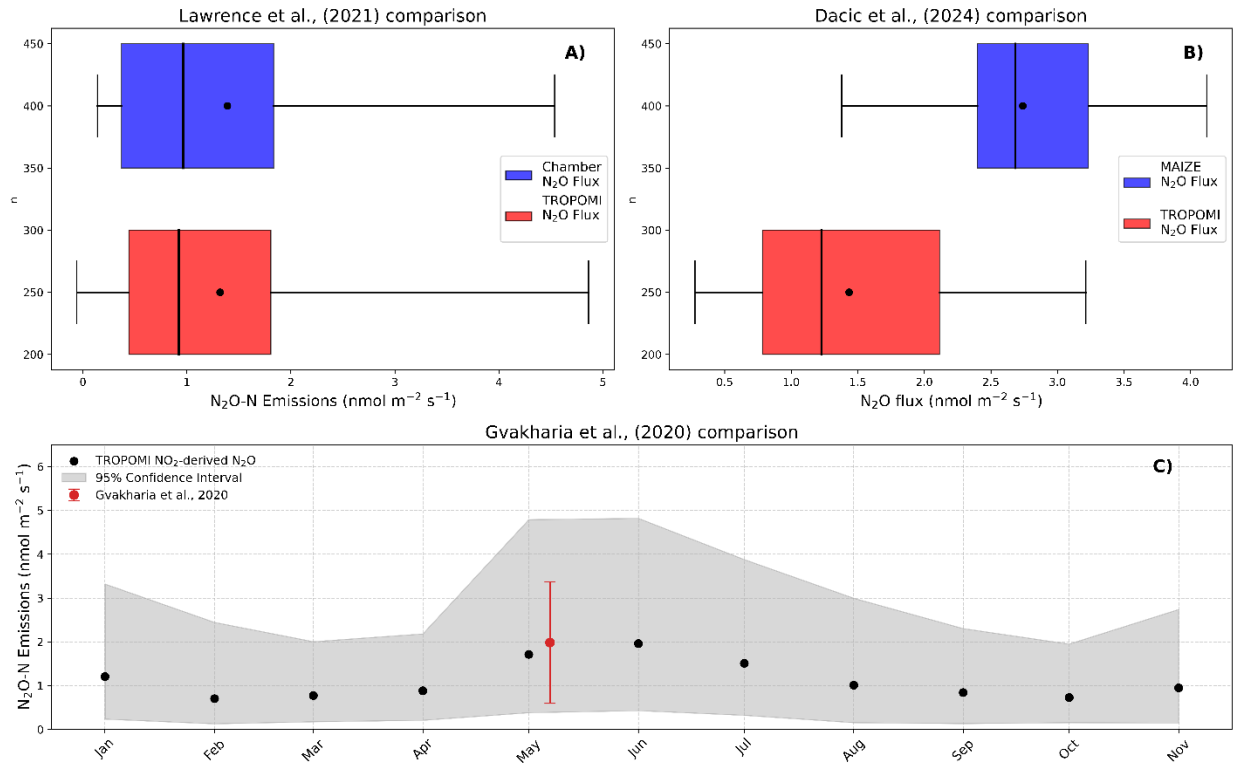 Lawrence et al., (2021) comparison
A)
450
400
350
300
250
200
n
Chamber
N₂O Flux
TROPOMI
N₂O Flux
0 1 2 3 4 5
N₂O-N Emissions (nmol m⁻² s⁻¹)
Dacic et al., (2024) comparison
B)
450
400
350
300
250
200
n
MAIZE
N₂O Flux
TROPOMI
N₂O Flux
0.5 1.0 1.5 2.0 2.5 3.0 3.5 4.0
N₂O flux (nmol m⁻² s⁻¹)
Gvakharia et al., (2020) comparison
C)
TROPOMI NO₂-derived N₂O
95% Confidence Interval
Gvakharia et al., 2020
N₂O-N Emissions (nmol m⁻² s⁻¹)
6
5
4
3
2
1
0
Jan Feb Mar Apr May Jun Jul Aug Sep Oct Nov